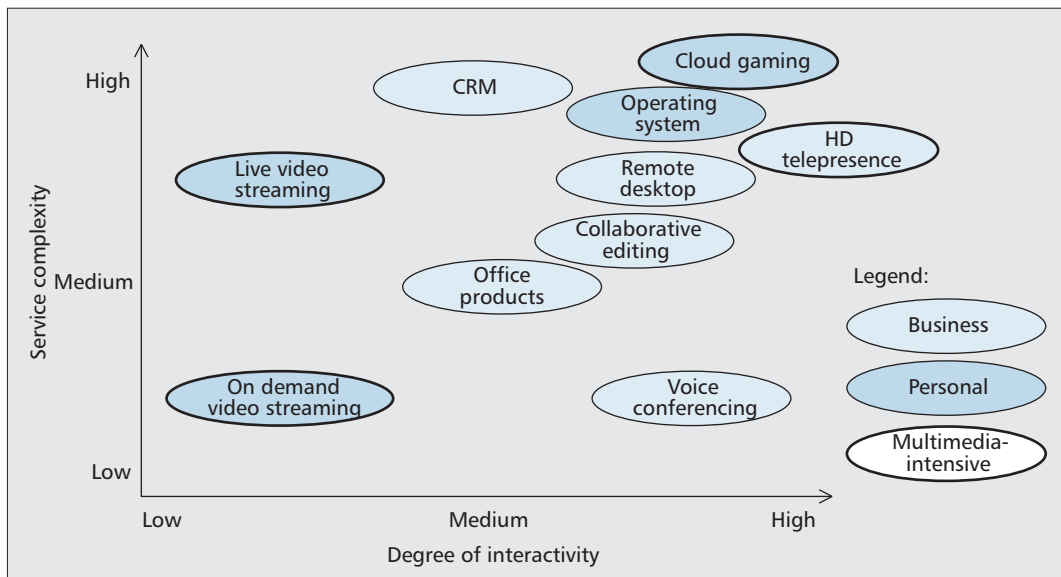 Cloud gaming
High
CRM
Operating
system
HD
telepresence
Live video
streaming
Remote
desktop
Collaborative
editing
Service complexity
Medium
Office
products
Legend:
Business
On demand
video streaming
Voice
conferencing
Personal
Multimedia-
intensive
Low
Low
Medium
High
Degree of interactivity